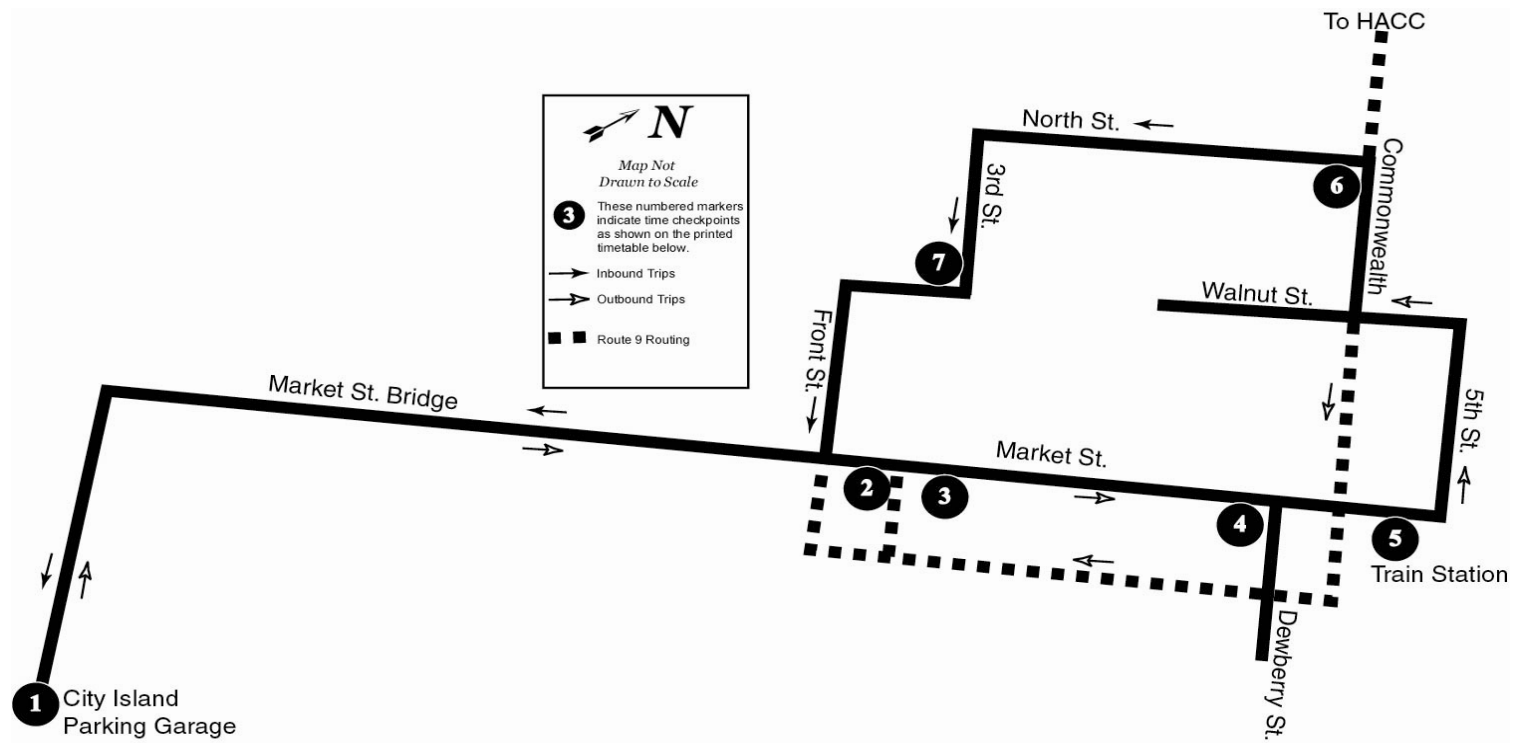 To HACC
N
Map Not
Drawn to Scale
3
These numbered markers
indicate time checkpoints
as shown on the printed
timetable below.
Inbound Trips
Outbound Trips
Route 9 Routing
North St.
Commonwealth
6
3rd St.
7
Walnut St.
Front St.
Market St. Bridge
5th St.
Market St.
2
3
4
5
Train Station
Dewberry St.
1
City Island
Parking Garage